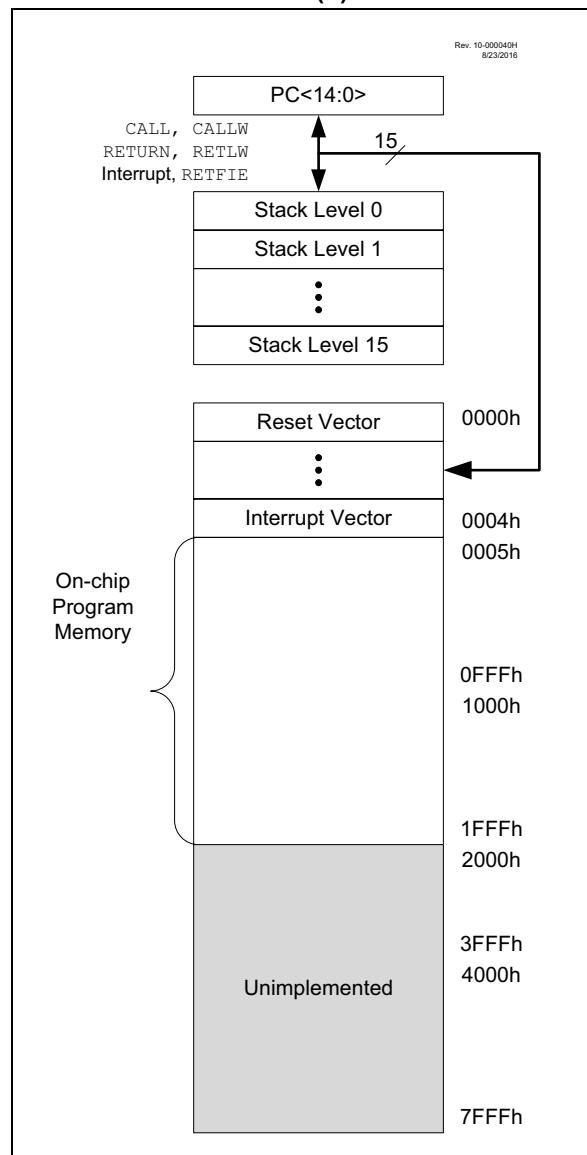 Rev. 10-000040H
8/23/2016
PC<14:0>
CALL, CALLW
RETURN, RETLW
Interrupt, RETFIE
15
Stack Level 0
Stack Level 1
Stack Level 15
Reset Vector
0000h
Interrupt Vector
0004h
0005h
On-chip
Program
Memory
0FFFh
1000h
1FFFh
2000h
3FFFh
4000h
Unimplemented
7FFFh